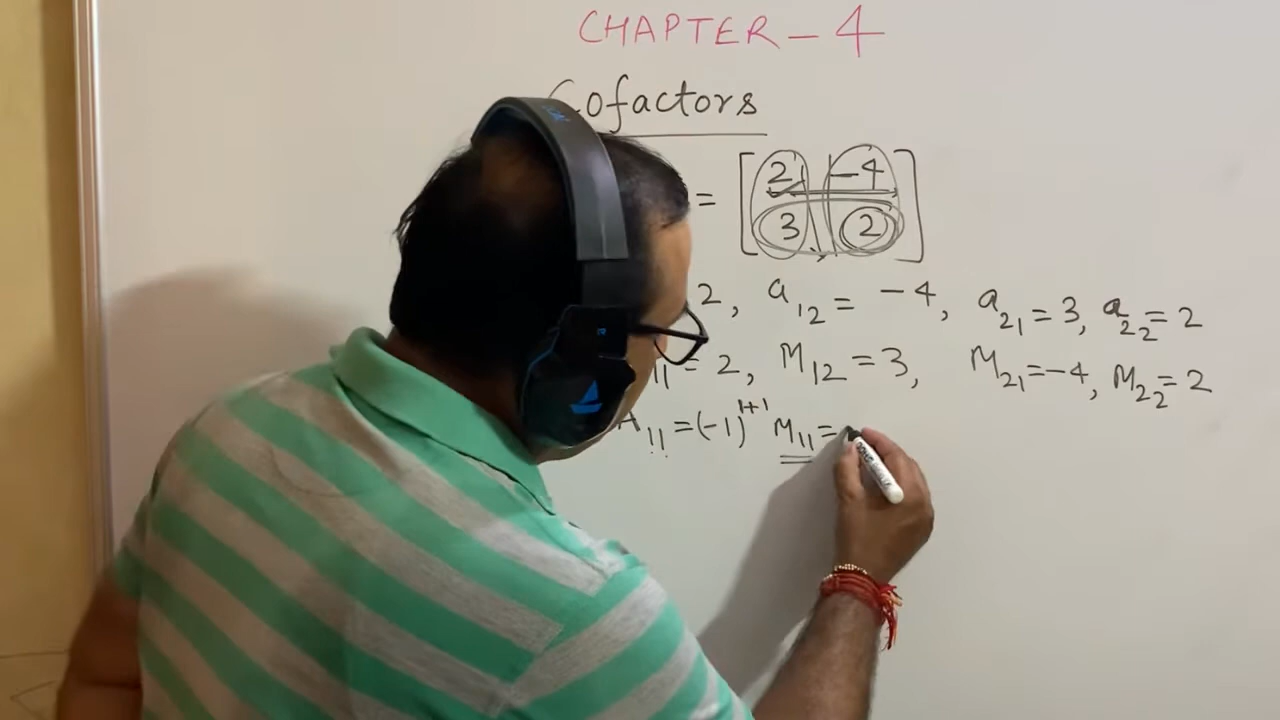 CHAPTER - 4
Cofactors
= [ 2 -4
3 2 ]
2, a12 = -4, a21 = 3, a22 = 2
11 = 2, M12 = 3, M21 = -4, M22 = 2
A11 = (-1)^1+1 M11 =